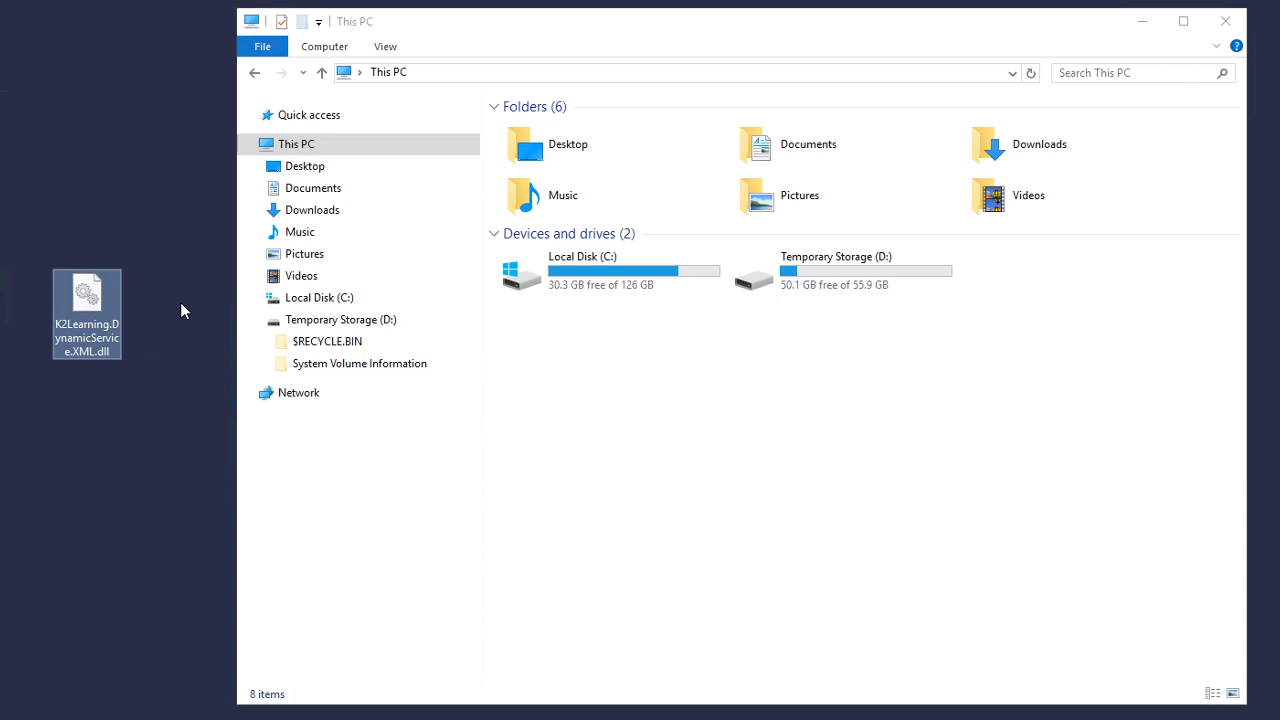 This PC
File
Computer
View
This PC
Search This PC
Quick access
This PC
Desktop
Documents
Downloads
Music
Pictures
Videos
Local Disk (C:)
Temporary Storage (D:)
$RECYCLE.BIN
System Volume Information
Network
Folders (6)
Desktop
Documents
Downloads
Music
Pictures
Videos
Devices and drives (2)
Local Disk (C:)
30.3 GB free of 126 GB
Temporary Storage (D:)
50.1 GB free of 55.9 GB
K2Learning.D
ynamicServic
e.XML.dll
8 items